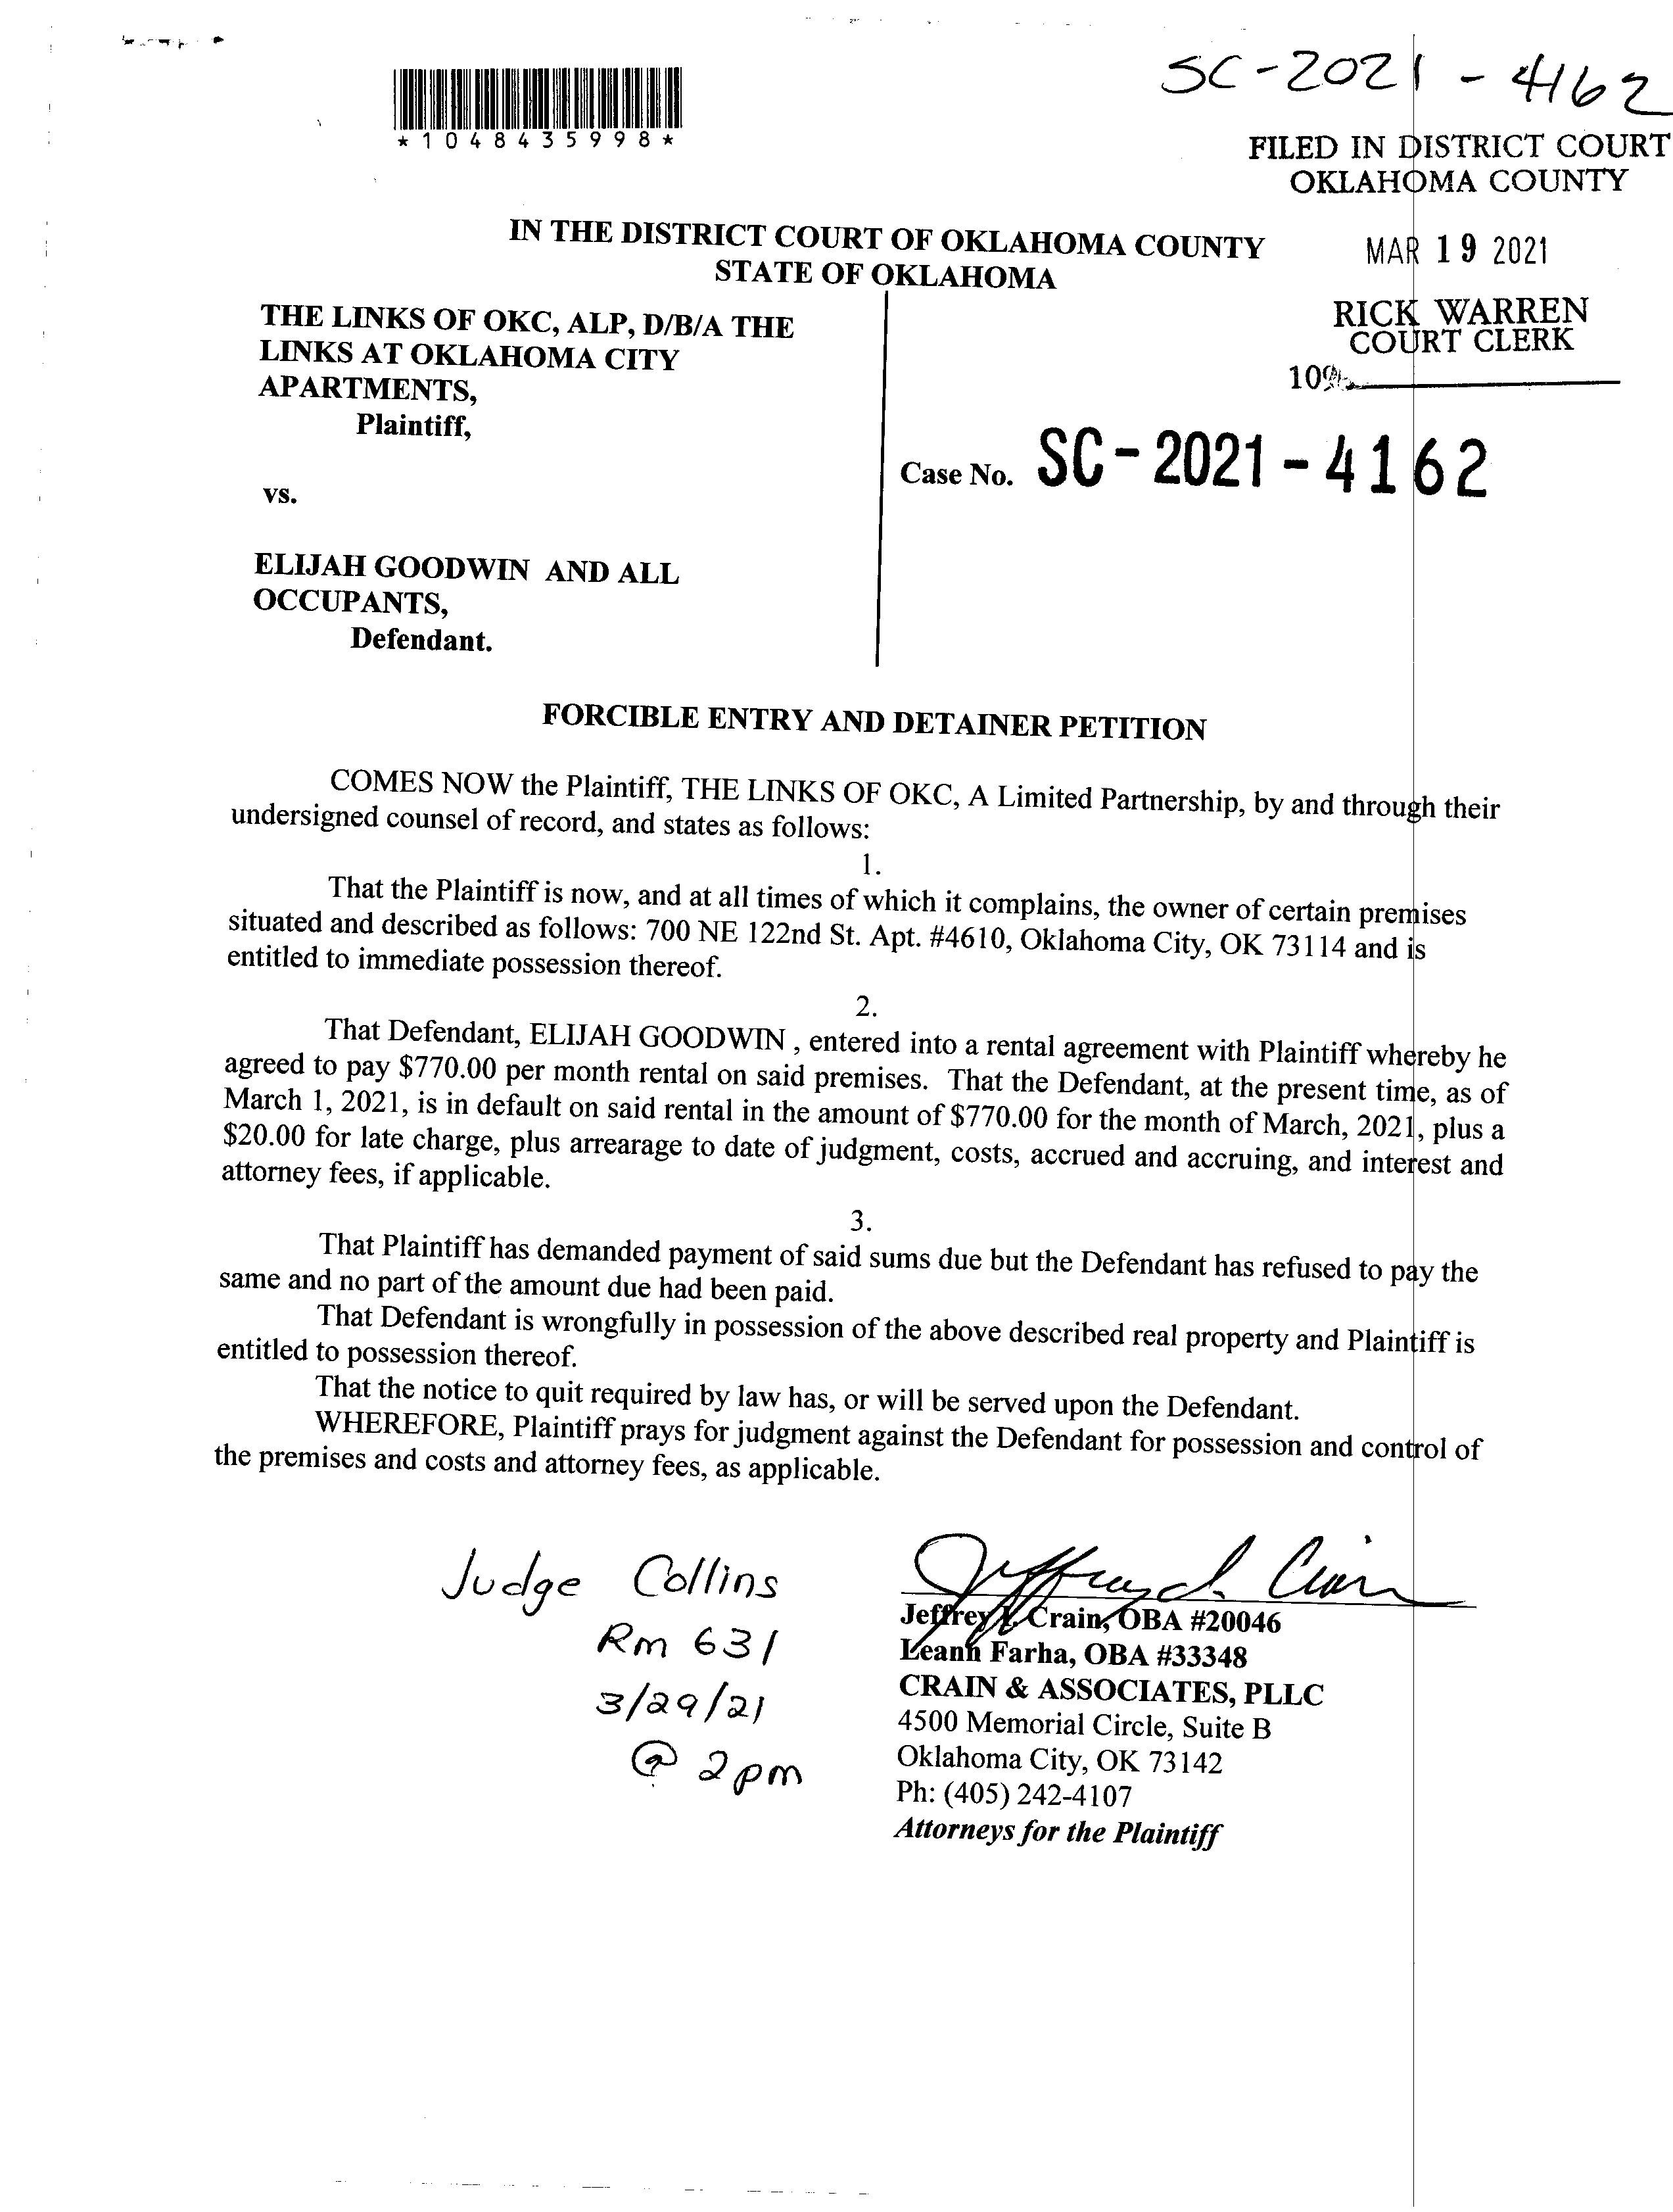 SC-2021-4162
*1048435998*
FILED IN DISTRICT COURT
OKLAHOMA COUNTY
MAR 19 2021
RICK WARREN
COURT CLERK
109
IN THE DISTRICT COURT OF OKLAHOMA COUNTY
STATE OF OKLAHOMA
THE LINKS OF OKC, ALP, D/B/A THE
LINKS AT OKLAHOMA CITY
APARTMENTS,
Plaintiff,
vs.
ELIJAH GOODWIN AND ALL
OCCUPANTS,
Defendant.
Case No. SC-2021-4162
FORCIBLE ENTRY AND DETAINER PETITION
COMES NOW the Plaintiff, THE LINKS OF OKC, A Limited Partnership, by and through their
undersigned counsel of record, and states as follows:
1.
That the Plaintiff is now, and at all times of which it complains, the owner of certain premises
situated and described as follows: 700 NE 122nd St. Apt. #4610, Oklahoma City, OK 73114 and is
entitled to immediate possession thereof.
2.
That Defendant, ELIJAH GOODWIN , entered into a rental agreement with Plaintiff whereby he
agreed to pay $770.00 per month rental on said premises. That the Defendant, at the present time, as of
March 1, 2021, is in default on said rental in the amount of $770.00 for the month of March, 2021, plus a
$20.00 for late charge, plus arrearage to date of judgment, costs, accrued and accruing, and interest and
attorney fees, if applicable.
3.
That Plaintiff has demanded payment of said sums due but the Defendant has refused to pay the
same and no part of the amount due had been paid.
That Defendant is wrongfully in possession of the above described real property and Plaintiff is
entitled to possession thereof.
That the notice to quit required by law has, or will be served upon the Defendant.
WHEREFORE, Plaintiff prays for judgment against the Defendant for possession and control of
the premises and costs and attorney fees, as applicable.
Judge Collins
Rm 631
3/29/21
@ 2pm
Jeffrey Crain, OBA #20046
Leann Farha, OBA #33348
CRAIN & ASSOCIATES, PLLC
4500 Memorial Circle, Suite B
Oklahoma City, OK 73142
Ph: (405) 242-4107
Attorneys for the Plaintiff